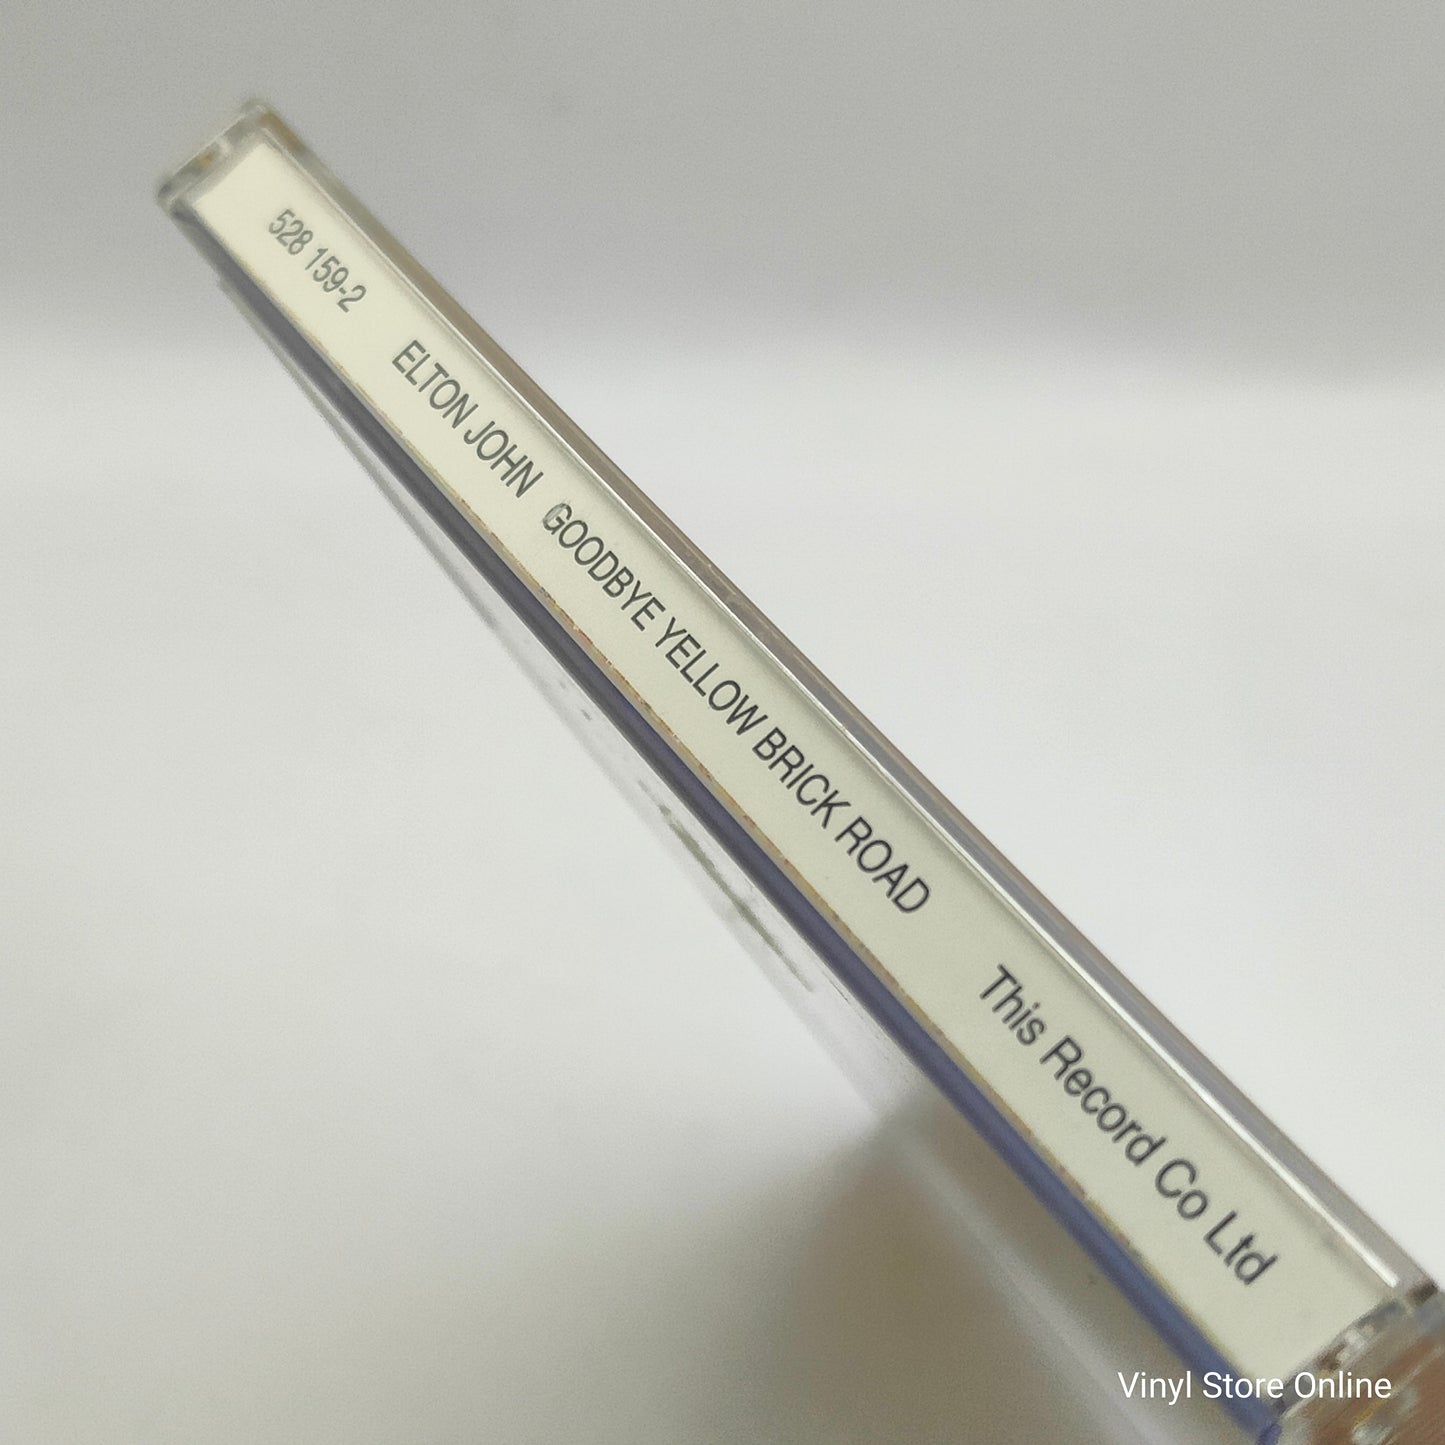 528 159-2 ELTON JOHN GOODBYE YELLOW BRICK ROAD This Record Co Ltd
Vinyl Store Online